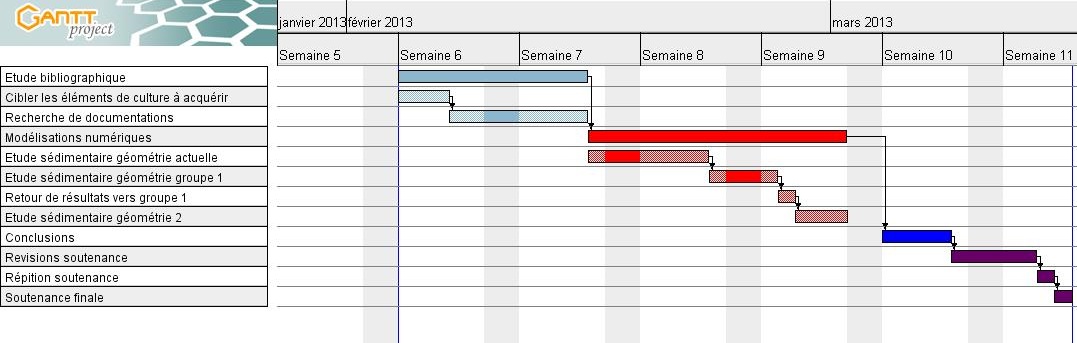 GANTT
project
janvier 2013 février 2013 mars 2013
Semaine 5 Semaine 6 Semaine 7 Semaine 8 Semaine 9 Semaine 10 Semaine 11
Etude bibliographique
Cibler les éléments de culture à acquérir
Recherche de documentations
Modélisations numériques
Etude sédimentaire géométrie actuelle
Etude sédimentaire géométrie groupe 1
Retour de résultats vers groupe 1
Etude sédimentaire géométrie 2
Conclusions
Revisions soutenance
Répition soutenance
Soutenance finale